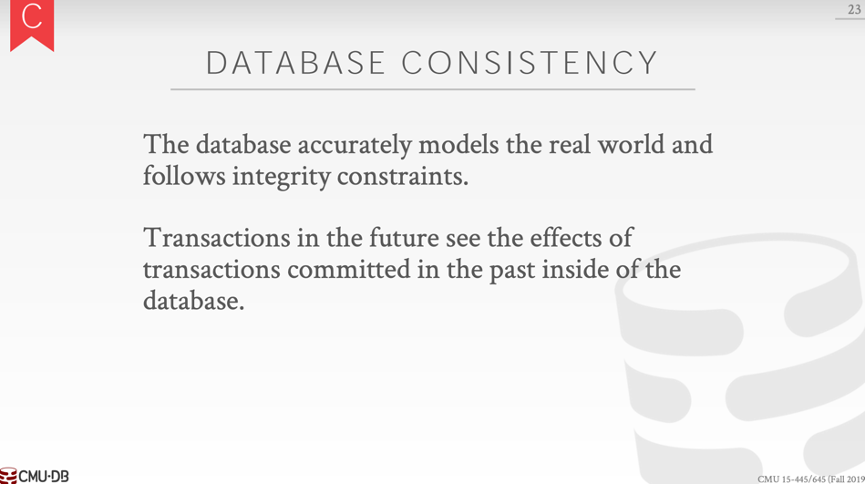 C
23
DATABASE CONSISTENCY
The database accurately models the real world and
follows integrity constraints.
Transactions in the future see the effects of
transactions committed in the past inside of the
database.
CMU·DB
CMU 15-445/645 (Fall 2019